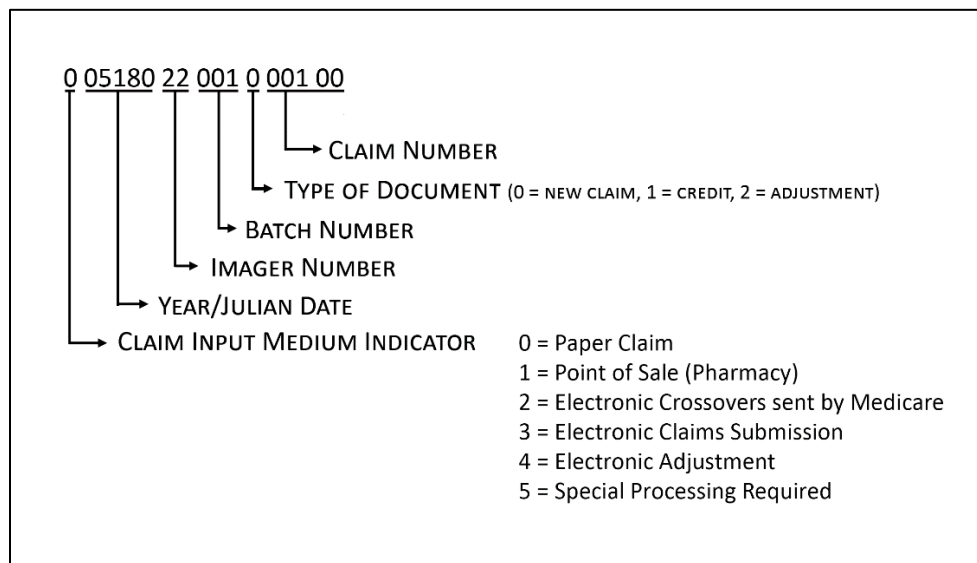 0 05180 22 001 0 001 00
CLAIM NUMBER
TYPE OF DOCUMENT (0 = NEW CLAIM, 1 = CREDIT, 2 = ADJUSTMENT)
BATCH NUMBER
IMAGER NUMBER
YEAR/JULIAN DATE
CLAIM INPUT MEDIUM INDICATOR
0 = Paper Claim
1 = Point of Sale (Pharmacy)
2 = Electronic Crossovers sent by Medicare
3 = Electronic Claims Submission
4 = Electronic Adjustment
5 = Special Processing Required